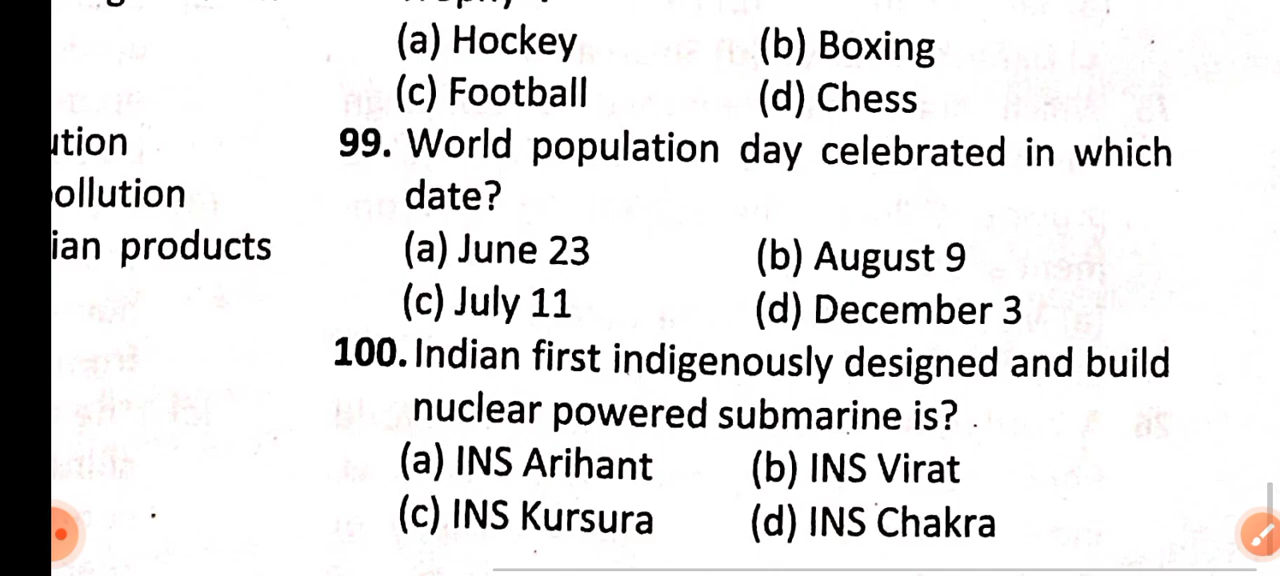 (a) Hockey (b) Boxing
(c) Football (d) Chess
ution
99. World population day celebrated in which
ollution
date?
ian products
(a) June 23 (b) August 9
(c) July 11 (d) December 3
100. Indian first indigenously designed and build
nuclear powered submarine is?
(a) INS Arihant (b) INS Virat
(c) INS Kursura (d) INS Chakra